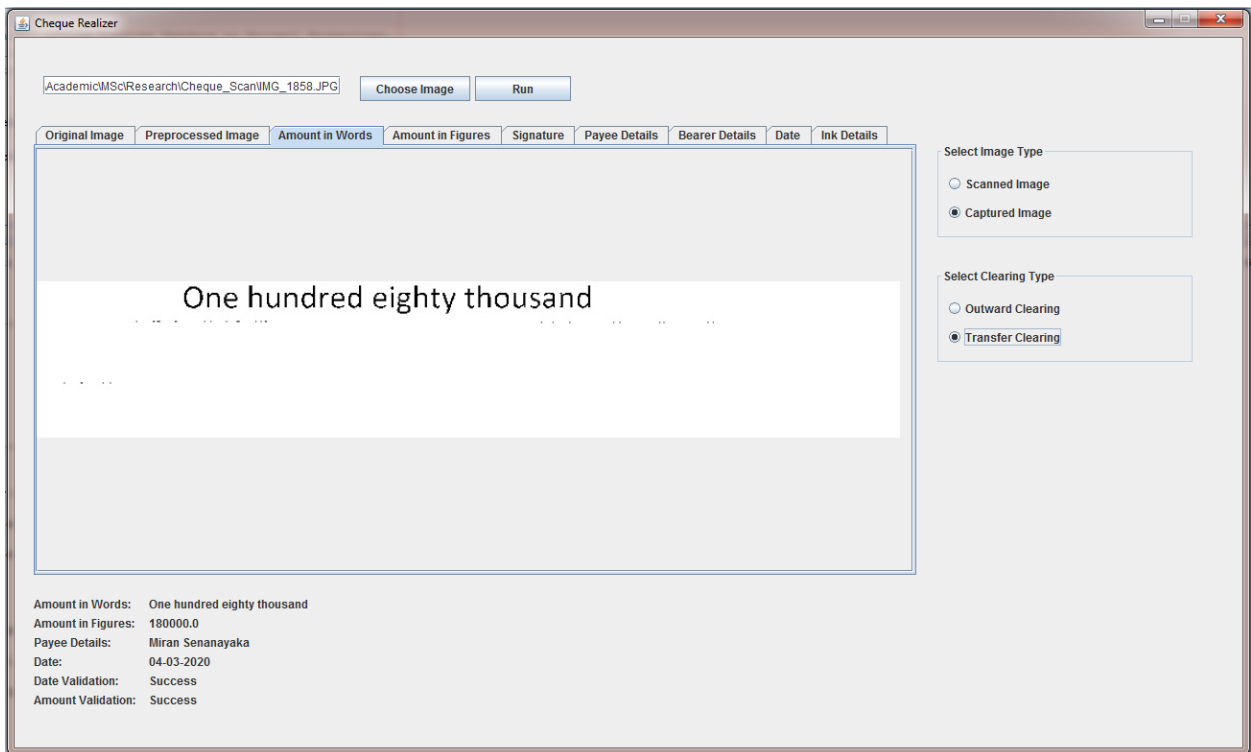 Cheque Realizer
Academic\MSc\Research\Cheque_Scan\IMG_1858.JPG Choose Image Run
Original Image Preprocessed Image Amount in Words Amount in Figures Signature Payee Details Bearer Details Date Ink Details
Select Image Type
Scanned Image
Captured Image
Select Clearing Type
Outward Clearing
Transfer Clearing
One hundred eighty thousand
Amount in Words: One hundred eighty thousand
Amount in Figures: 180000.0
Payee Details: Miran Senanayaka
Date: 04-03-2020
Date Validation: Success
Amount Validation: Success